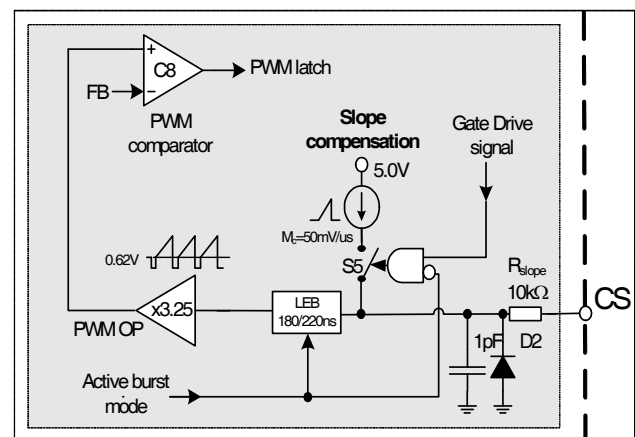 C8
+
−
PWM latch
FB
PWM
comparator
Slope
compensation
5.0V
Gate Drive
signal
Mc=50mV/us
0.62V
S5
Rslope
10kΩ
CS
x3.25
LEB
180/220ns
PWM OP
1pF
D2
Active burst
mode